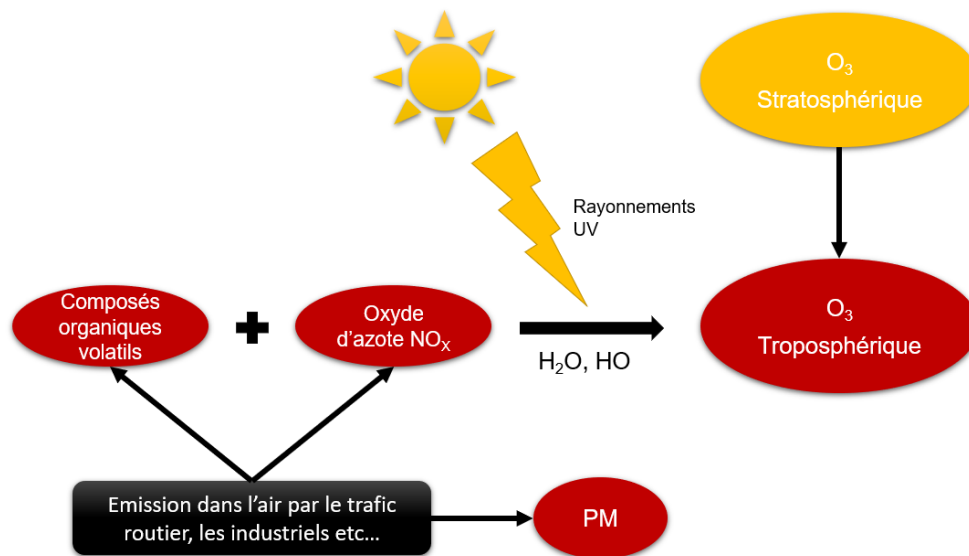 O₃
Stratosphérique
Rayonnements
UV
Composés
organiques
volatils
Oxyde
d'azote NOₓ
H₂O, HO
O₃
Troposphérique
Emission dans l'air par le trafic
routier, les industriels etc…
PM